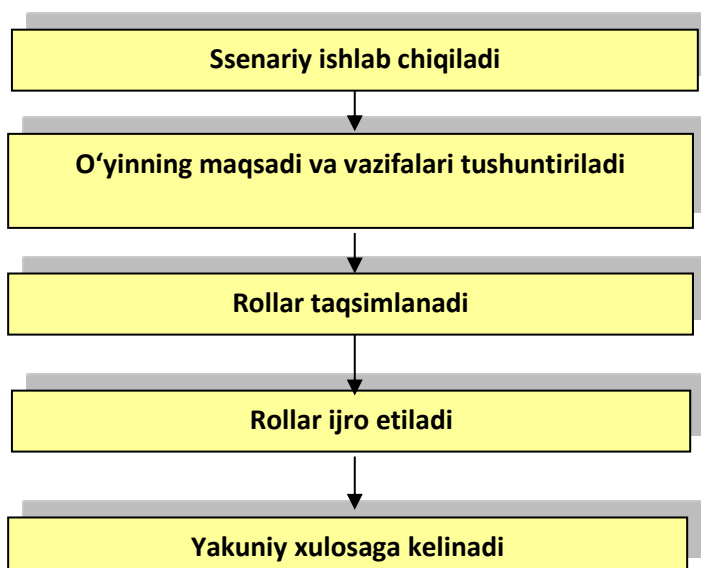 Ssenariy ishlab chiqiladi
O‘yinning maqsadi va vazifalari tushuntiriladi
Rollar taqsimlanadi
Rollar ijro etiladi
Yakuniy xulosaga kelinadi